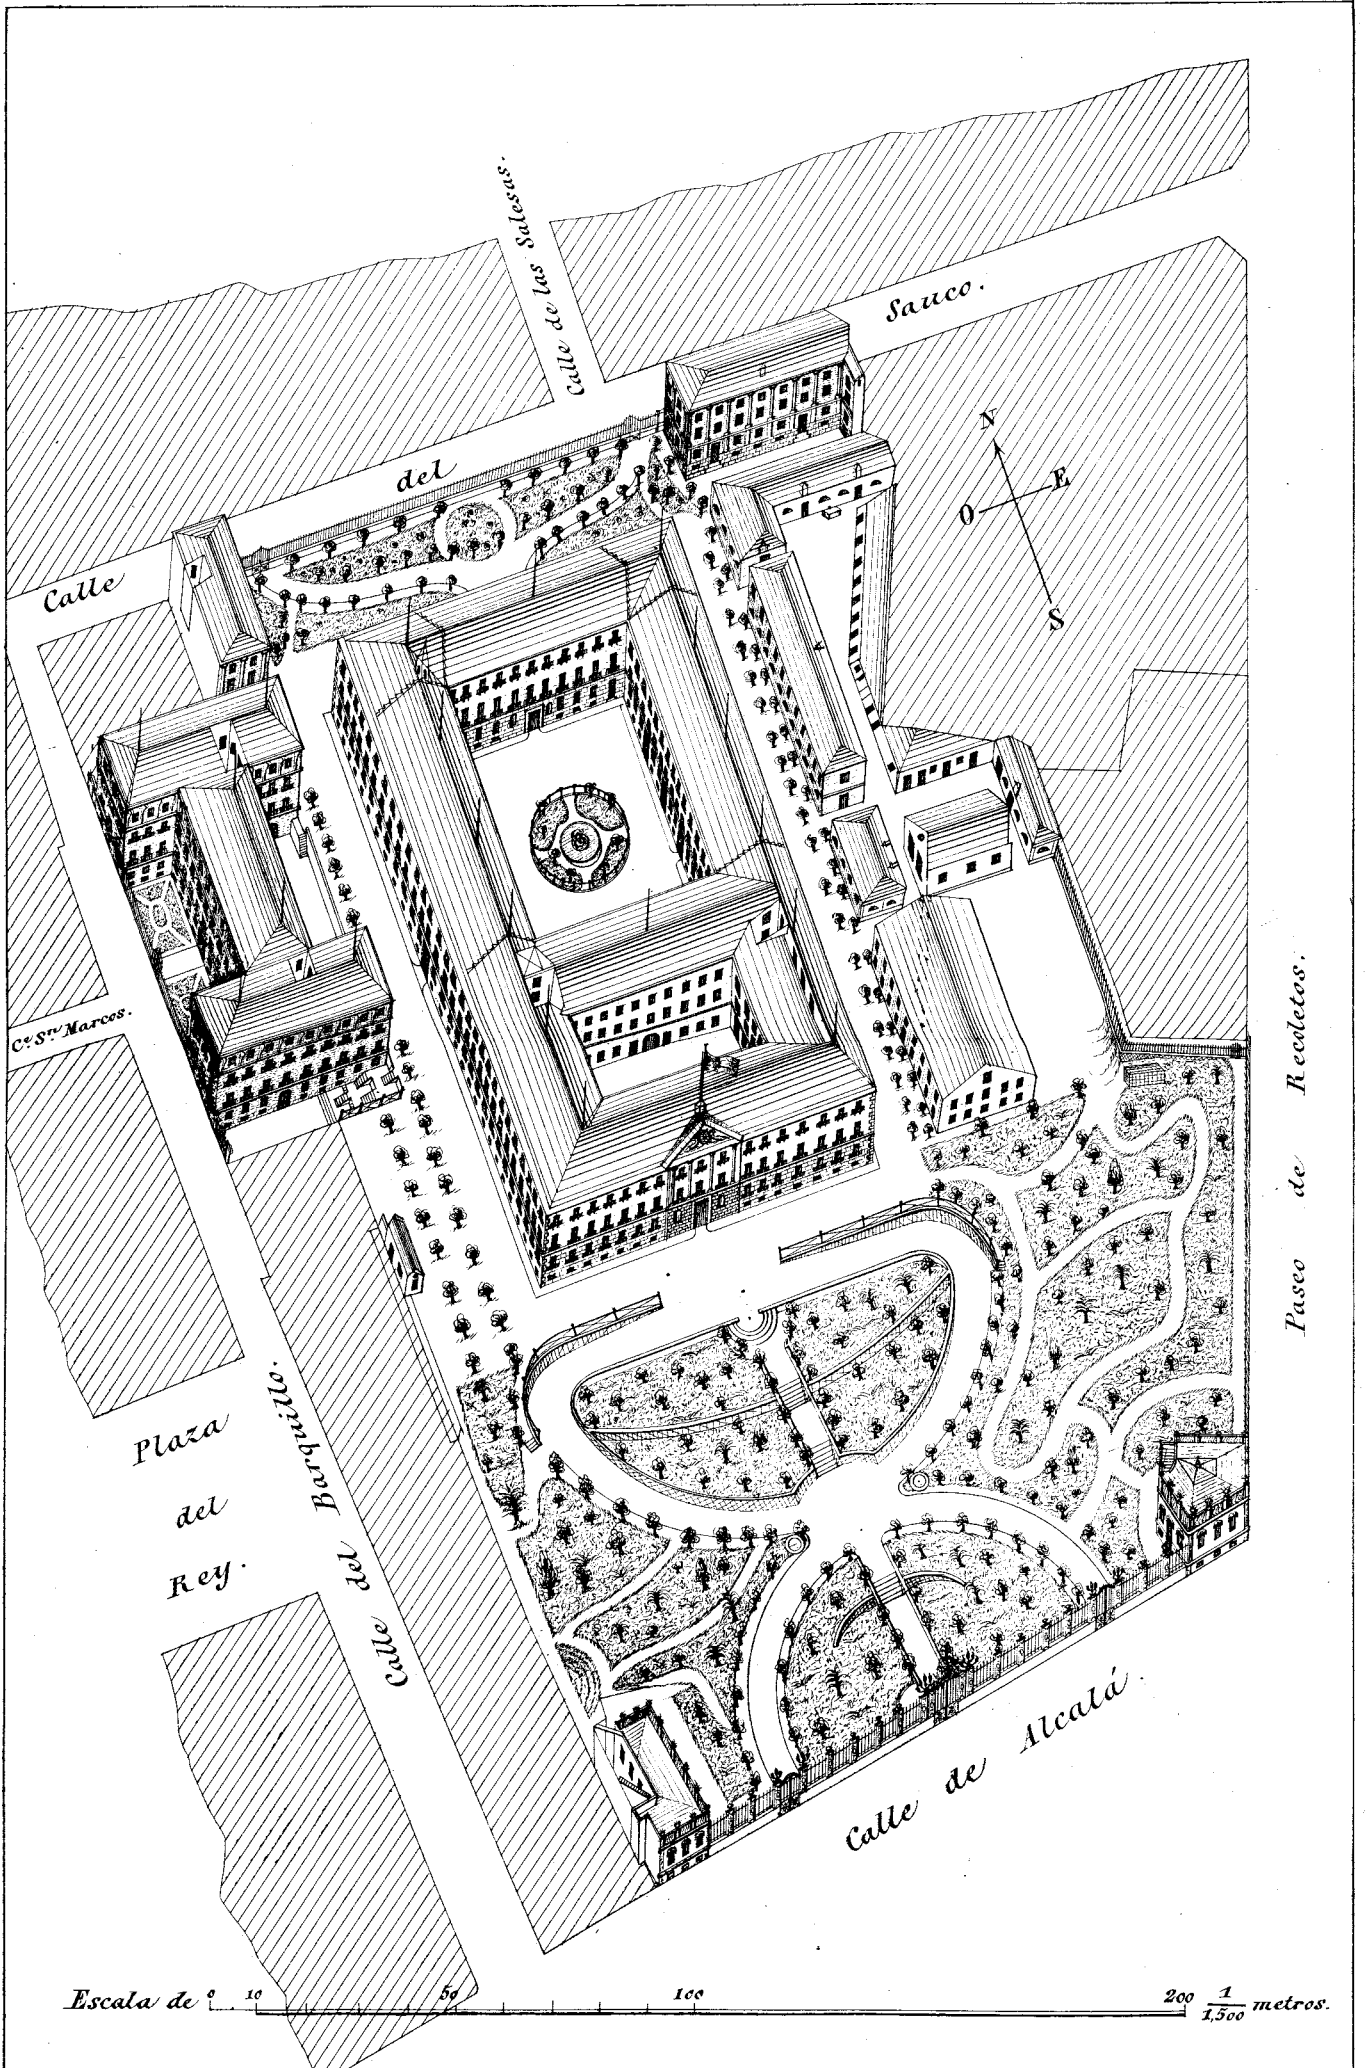 Calle de las Salesas.
Calle del Sauco.
N
O E
S
Cᵉ Sⁿ Marcos.
Paseo de Recoletos.
Plaza
del
Rey.
Calle del Barquillo.
Calle de Alcalá.
Escala de 0 10 50 100 200 1/1,500 metros.